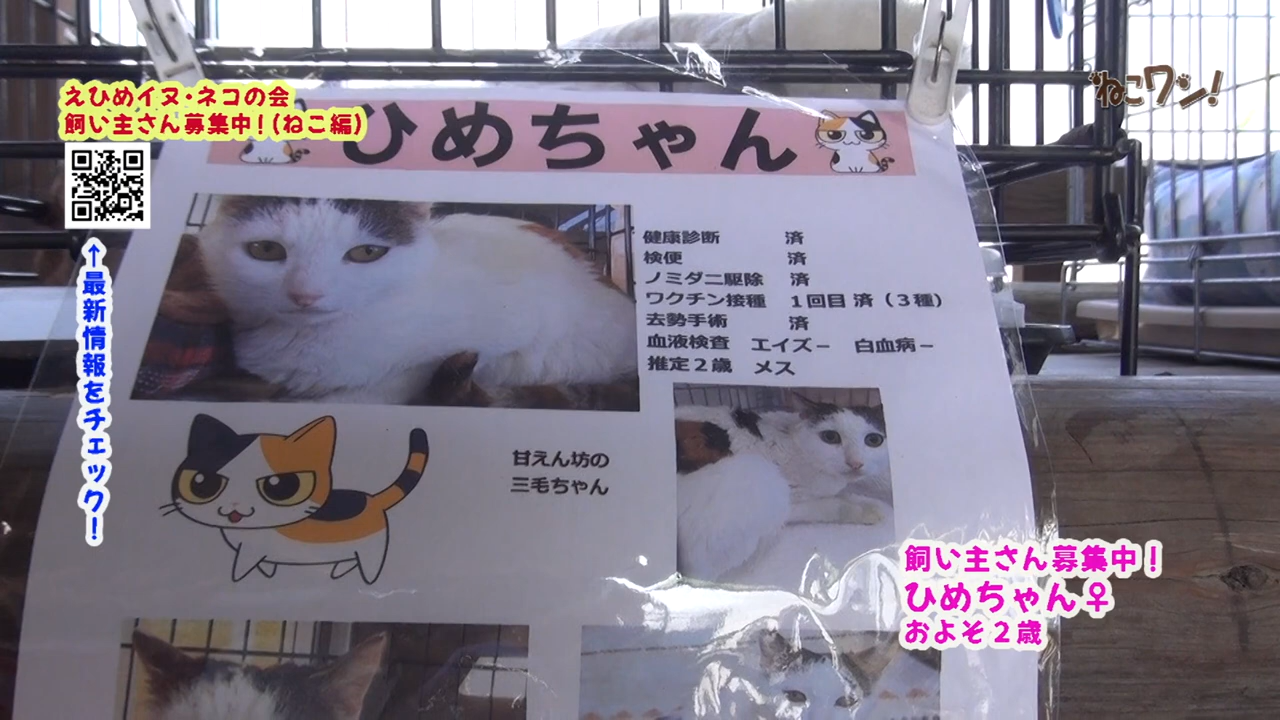 えひめイヌ・ネコの会
飼い主さん募集中！(ねこ編)
ねこワン！
ひめちゃん
↑最新情報をチェック！
健康診断 済
検便 済
ノミダニ駆除 済
ワクチン接種 １回目 済（３種）
去勢手術 済
血液検査 エイズー 白血病ー
推定２歳 メス
甘えん坊の
三毛ちゃん
飼い主さん募集中！
ひめちゃん♀
およそ２歳